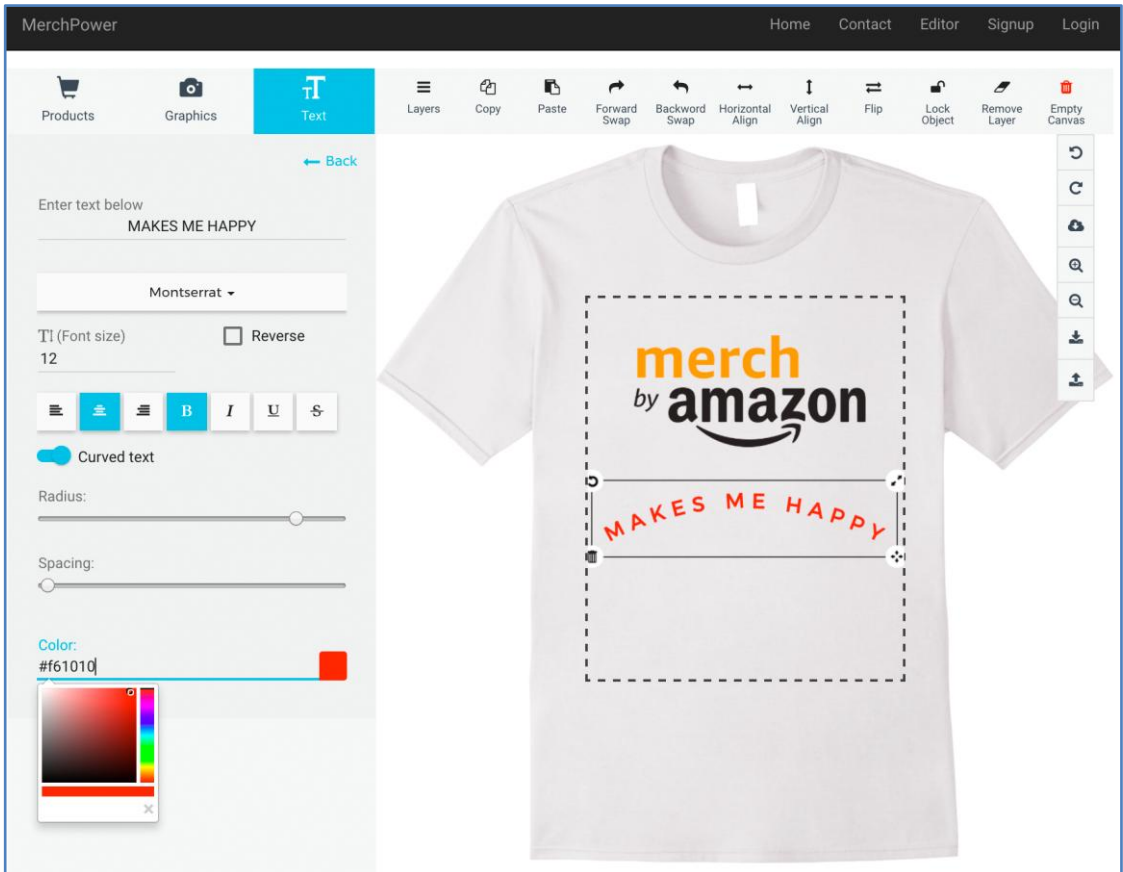 MerchPower
Home Contact Editor Signup Login
Products Graphics TT Text
Layers Copy Paste Forward Swap Backword Swap Horizontal Align Vertical Align Flip Lock Object Remove Layer Empty Canvas
Back
Enter text below
MAKES ME HAPPY
Montserrat
TI (Font size)
Reverse
12
B I U S
Curved text
Radius:
Spacing:
Color:
#f61010
merch
by amazon
MAKES ME HAPPY